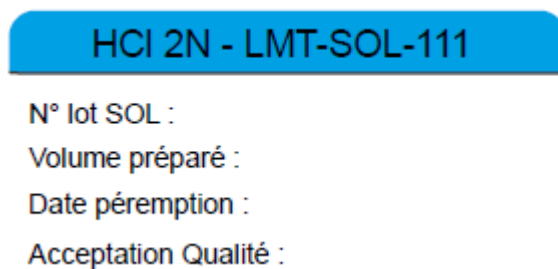 HCl 2N - LMT-SOL-111
N° lot SOL :
Volume préparé :
Date péremption :
Acceptation Qualité :